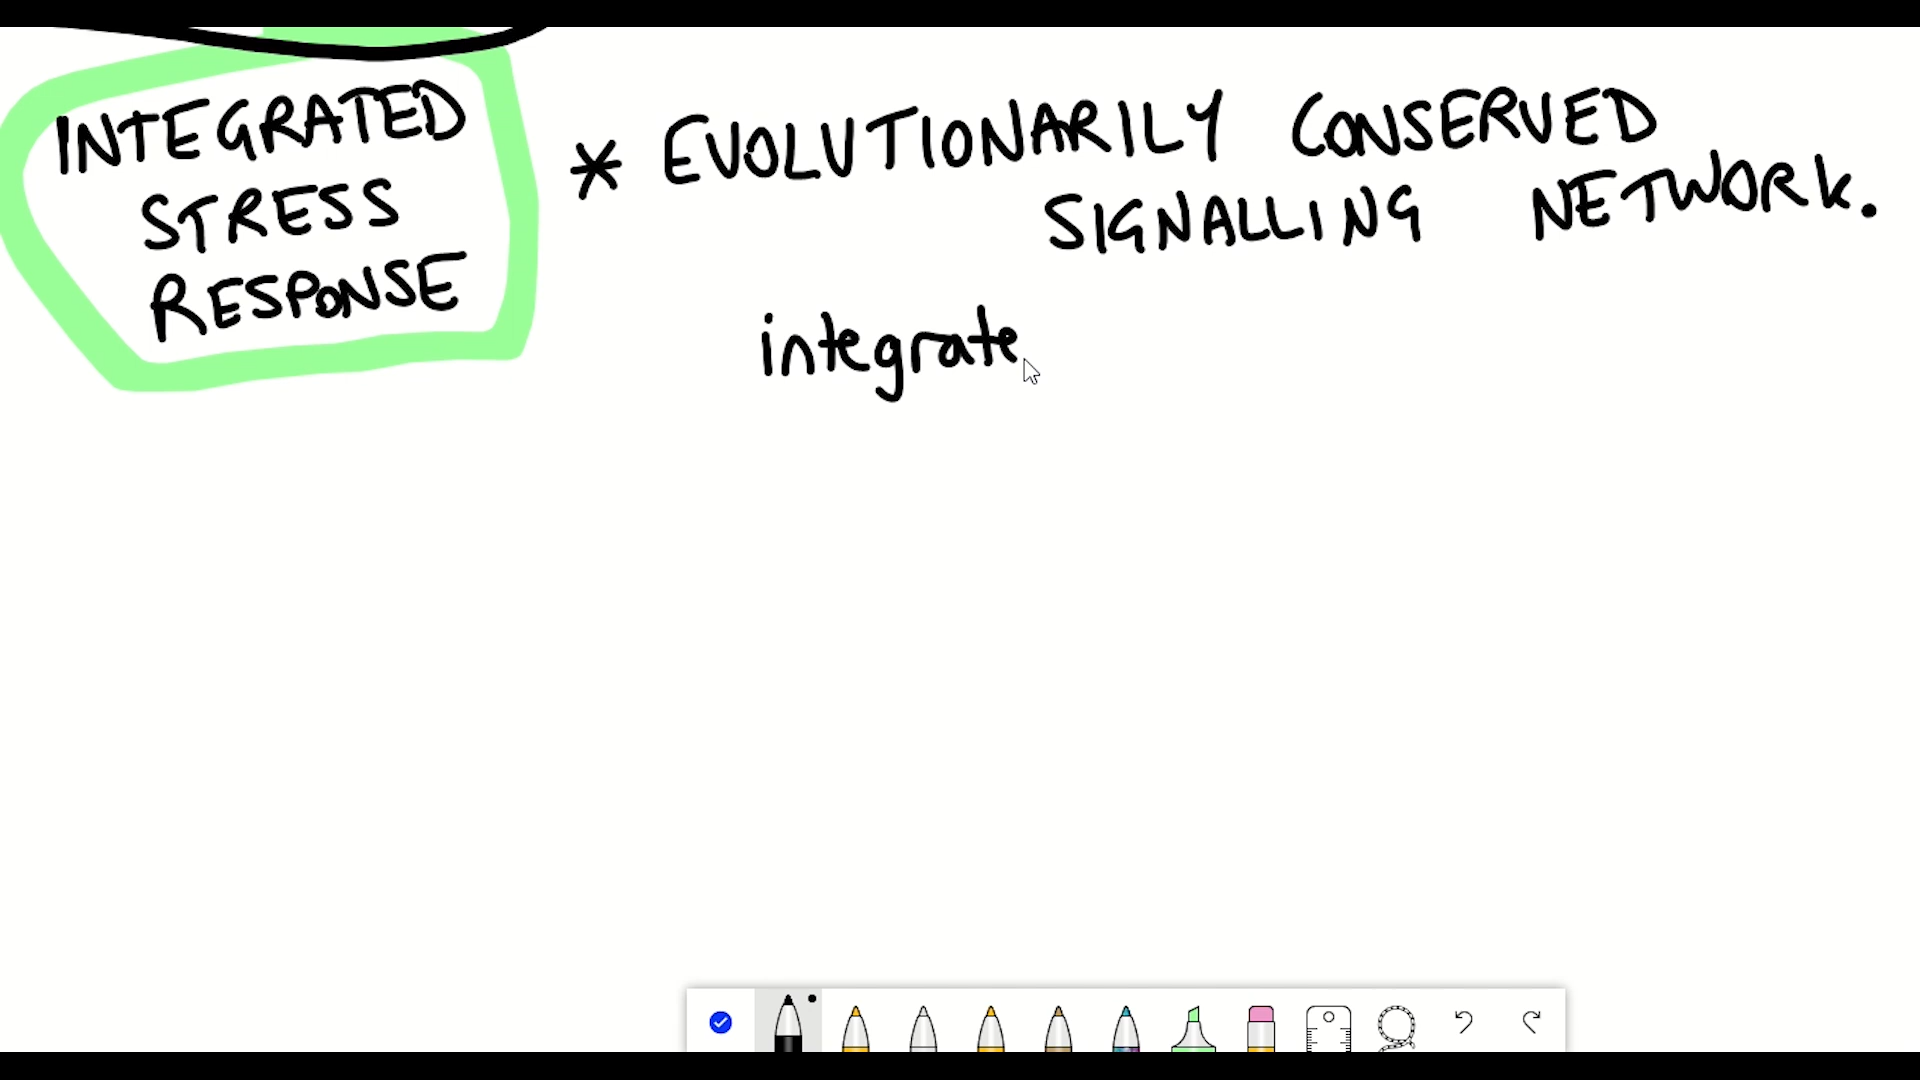 INTEGRATED
STRESS
RESPONSE
* EVOLUTIONARILY CONSERVED
SIGNALLING NETWORK.
integrate